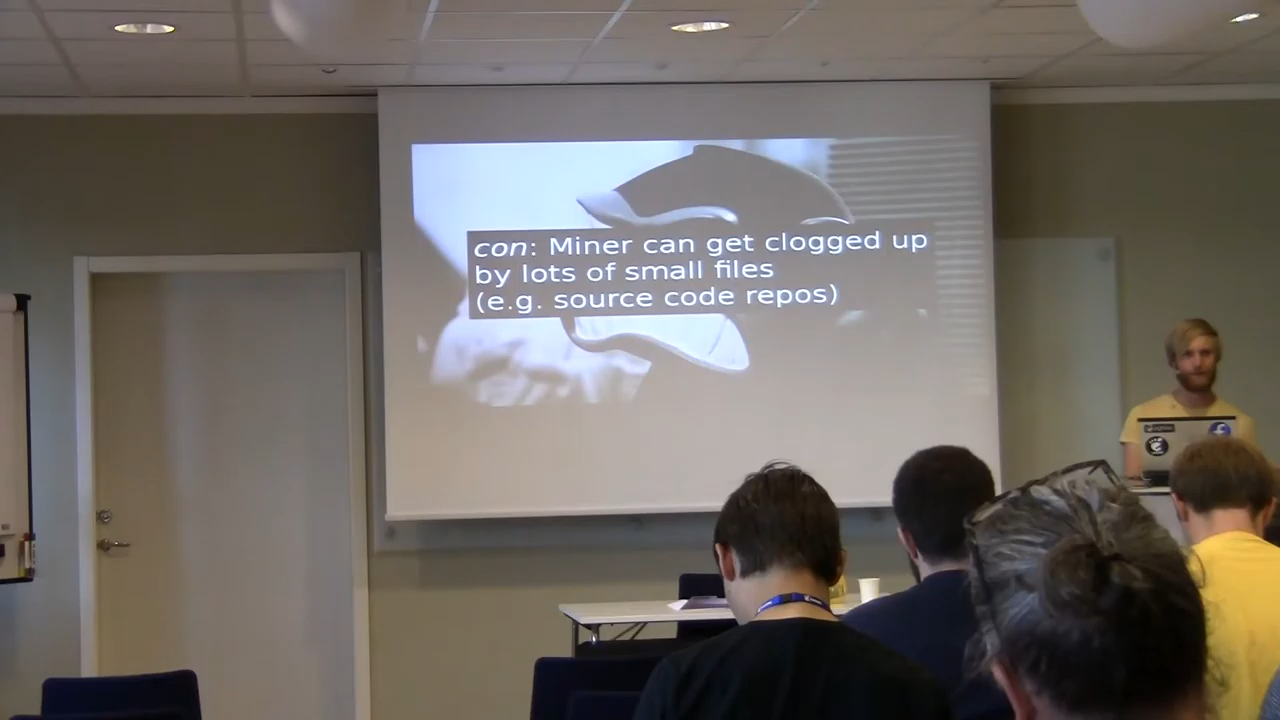 con: Miner can get clogged up
by lots of small files
(e.g. source code repos)